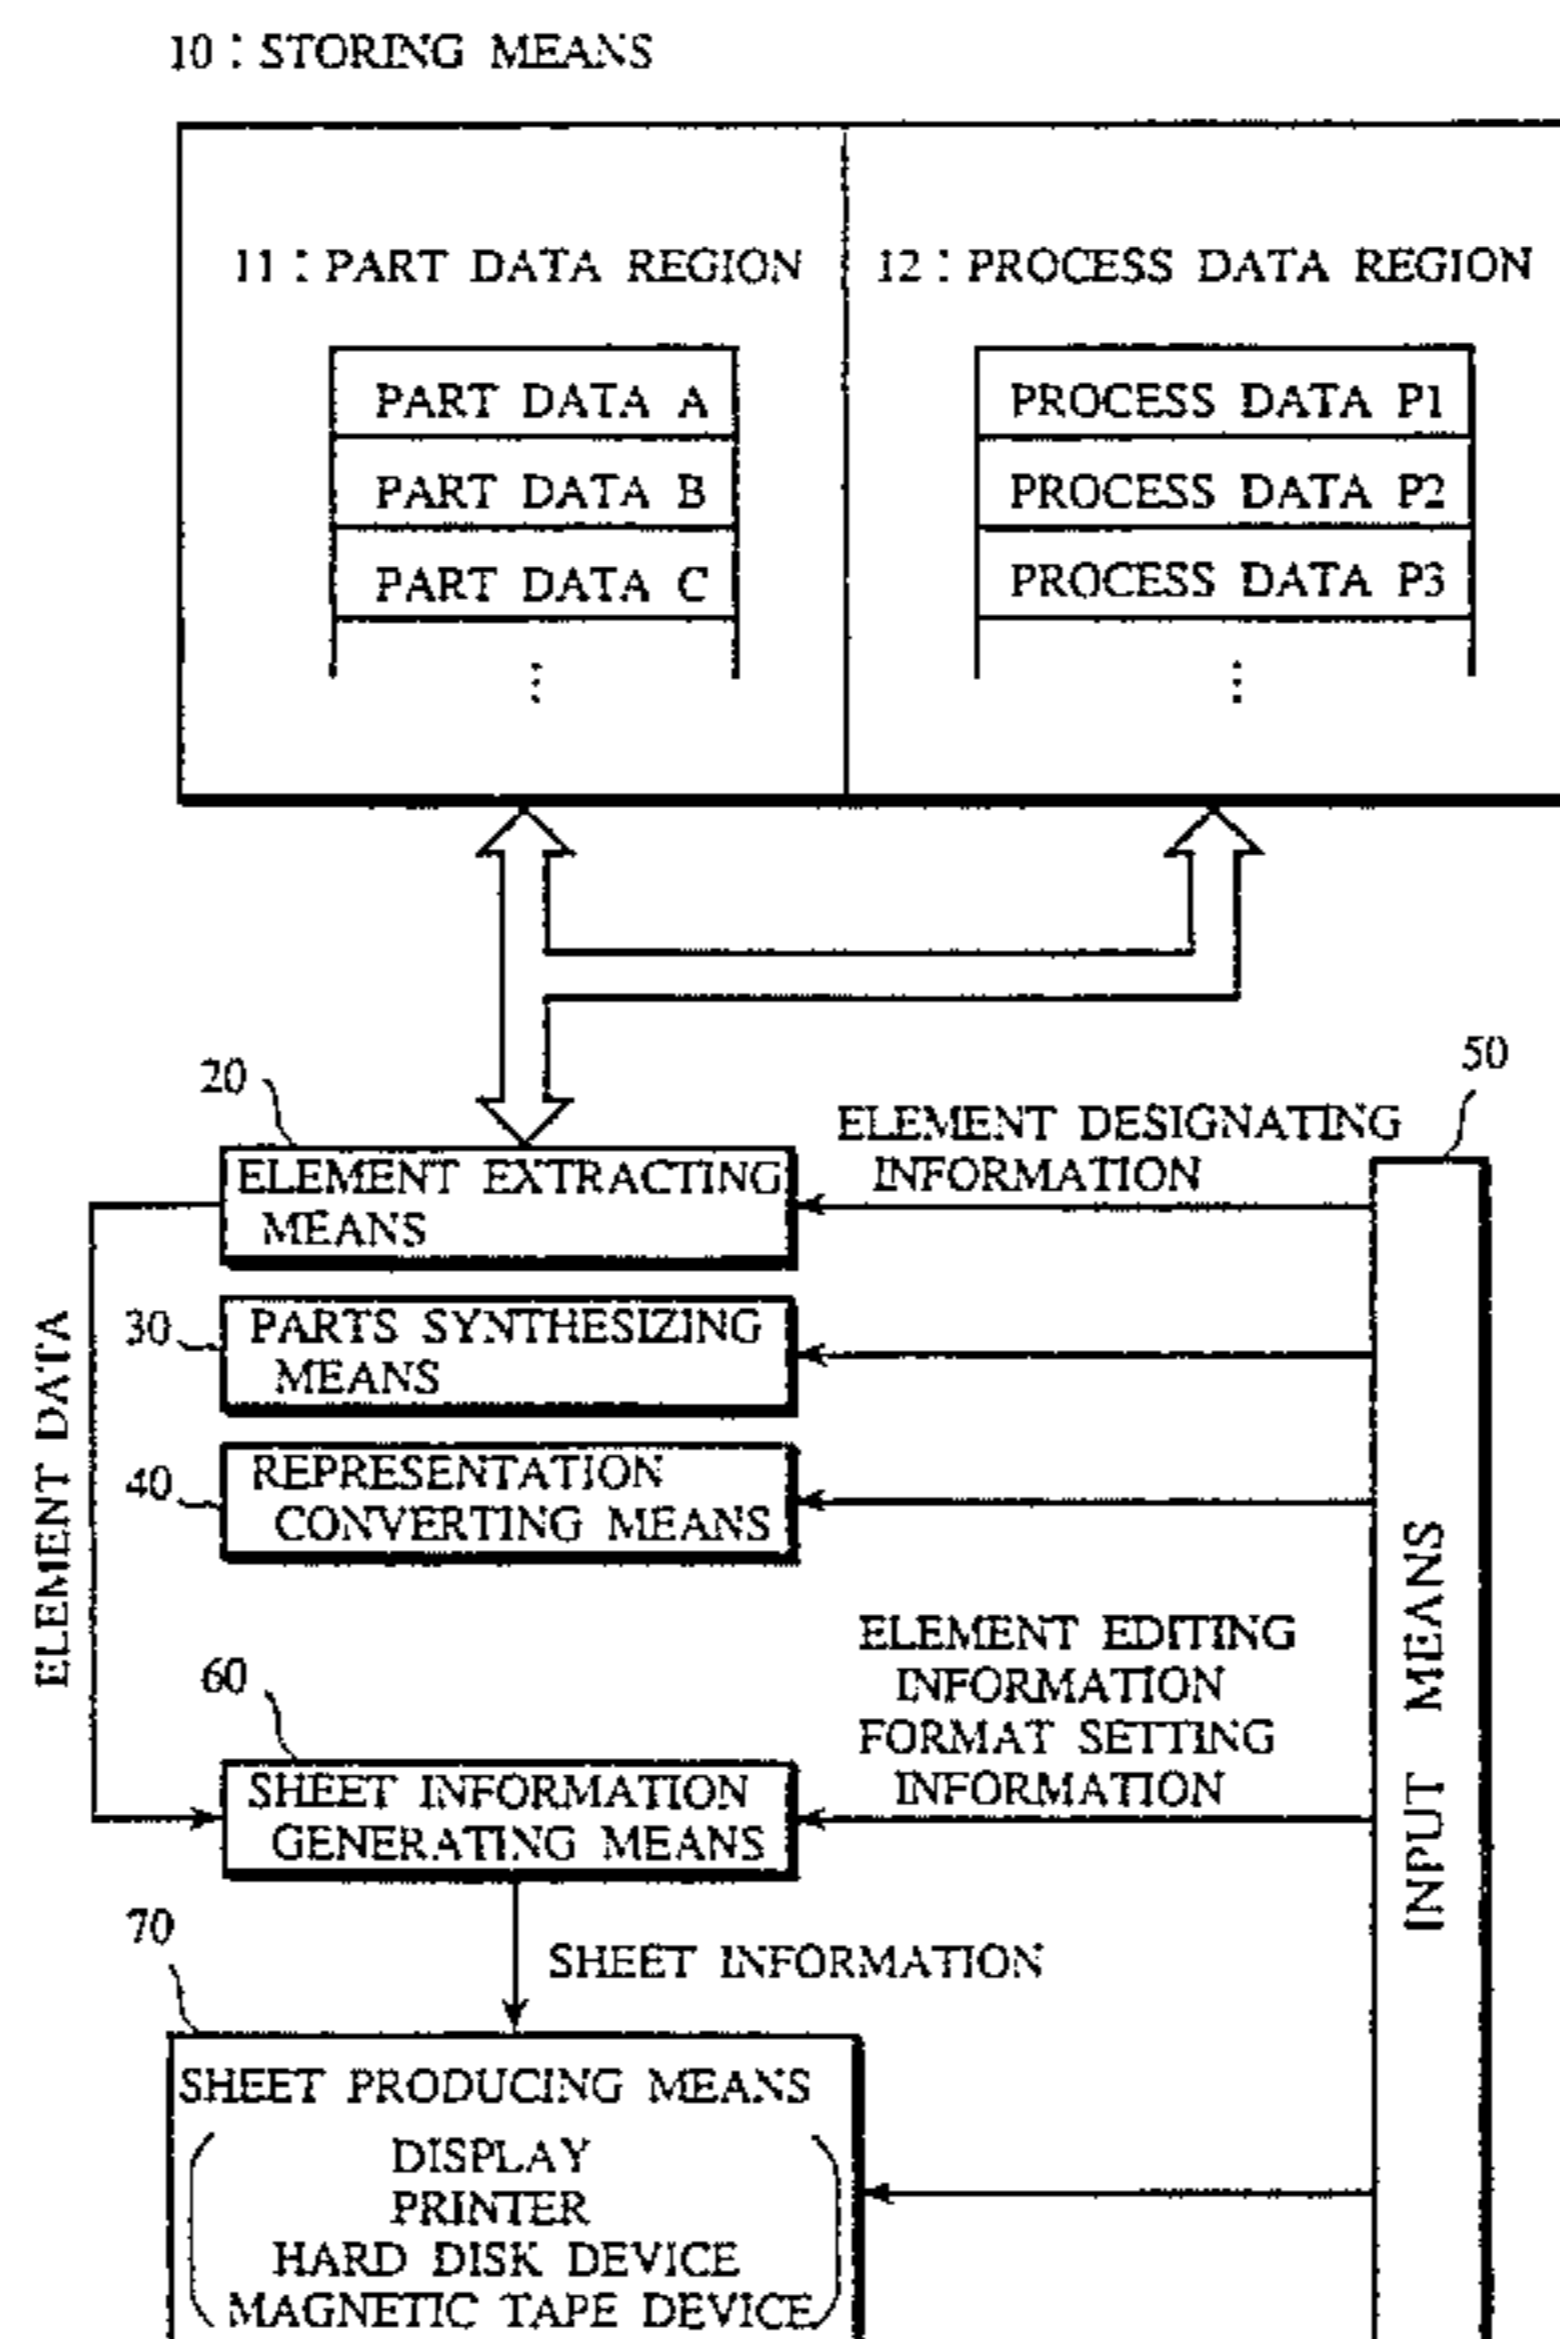 10 : STORING MEANS
11 : PART DATA REGION
12 : PROCESS DATA REGION
PART DATA A
PART DATA B
PART DATA C
⋮
PROCESS DATA P1
PROCESS DATA P2
PROCESS DATA P3
⋮
20
ELEMENT EXTRACTING
MEANS
ELEMENT DESIGNATING
INFORMATION
50
30
PARTS SYNTHESIZING
MEANS
40
REPRESENTATION
CONVERTING MEANS
ELEMENT DATA
INPUT MEANS
ELEMENT EDITING
INFORMATION
FORMAT SETTING
INFORMATION
60
SHEET INFORMATION
GENERATING MEANS
SHEET INFORMATION
70
SHEET PRODUCING MEANS
DISPLAY
PRINTER
HARD DISK DEVICE
MAGNETIC TAPE DEVICE